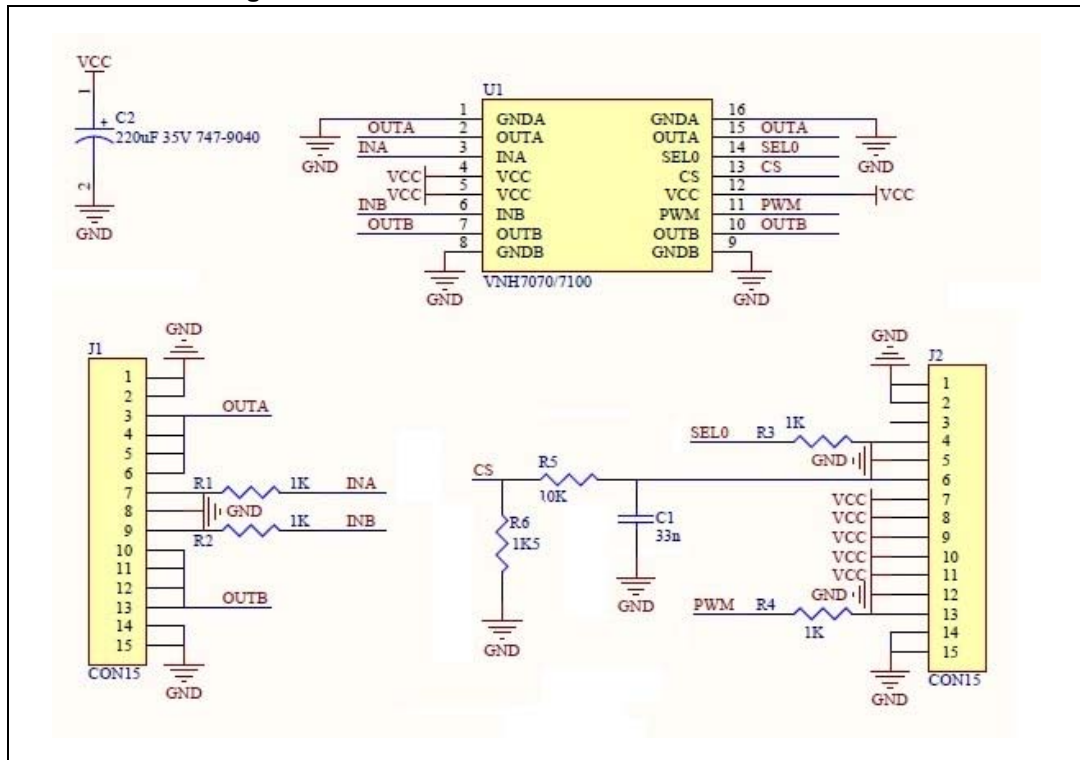 VCC
1
+ C2
220uF 35V 747-9040
2
GND
U1
1 GNDA GNDA 16
OUTA 2 OUTA OUTA 15 OUTA
INA 3 INA SEL0 14 SEL0
VCC 4 VCC CS 13 CS
VCC 5 VCC VCC 12 VCC
INB 6 INB PWM 11 PWM
OUTB 7 OUTB OUTB 10 OUTB
8 GNDB GNDB 9
GND
GND
GND
GND
VNH7070/7100
GND
J1
1
2
3 OUTA
4
5
6
7 R1 1K INA
8 GND
9 R2 1K INB
10
11
12
13 OUTB
14
15
CON15
GND
CS
R5
10K
R6
1K5
GND
C1
33n
GND
GND
J2
1
2
3
SEL0 R3 1K 4
GND 5
6
VCC 7
VCC 8
VCC 9
VCC 10
VCC 11
GND 12
PWM R4 1K 13
14
15
CON15
GND